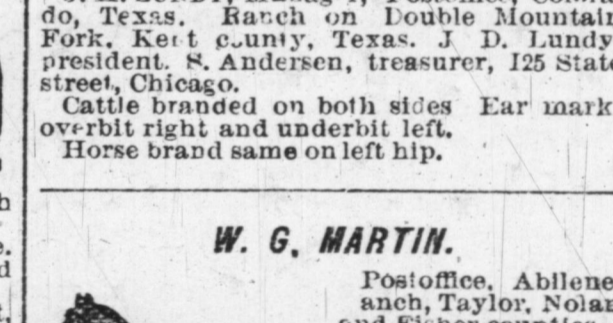 do, Texas. Ranch on Double Mountain
Fork, Kent county, Texas. J D. Lundy
president. S. Andersen, treasurer, 125 State
street, Chicago.
Cattle branded on both sides Ear mark
overbit right and underbit left.
Horse brand same on left hip.
W. G. MARTIN.
Postoffice, Abilene
anch, Taylor, Nolan